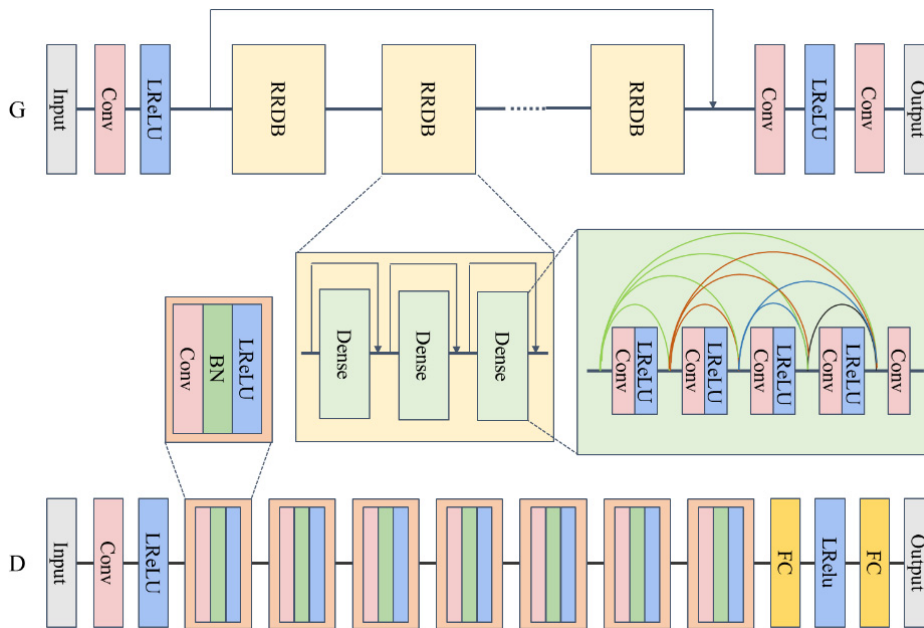 G
Input
Conv
LReLU
RRDB
RRDB
RRDB
Conv
LReLU
Conv
Output
Dense
Dense
Dense
Conv
LReLU
Conv
LReLU
Conv
LReLU
Conv
LReLU
Conv
Conv
BN
LReLU
D
Input
Conv
LReLU
FC
LRelu
FC
Output